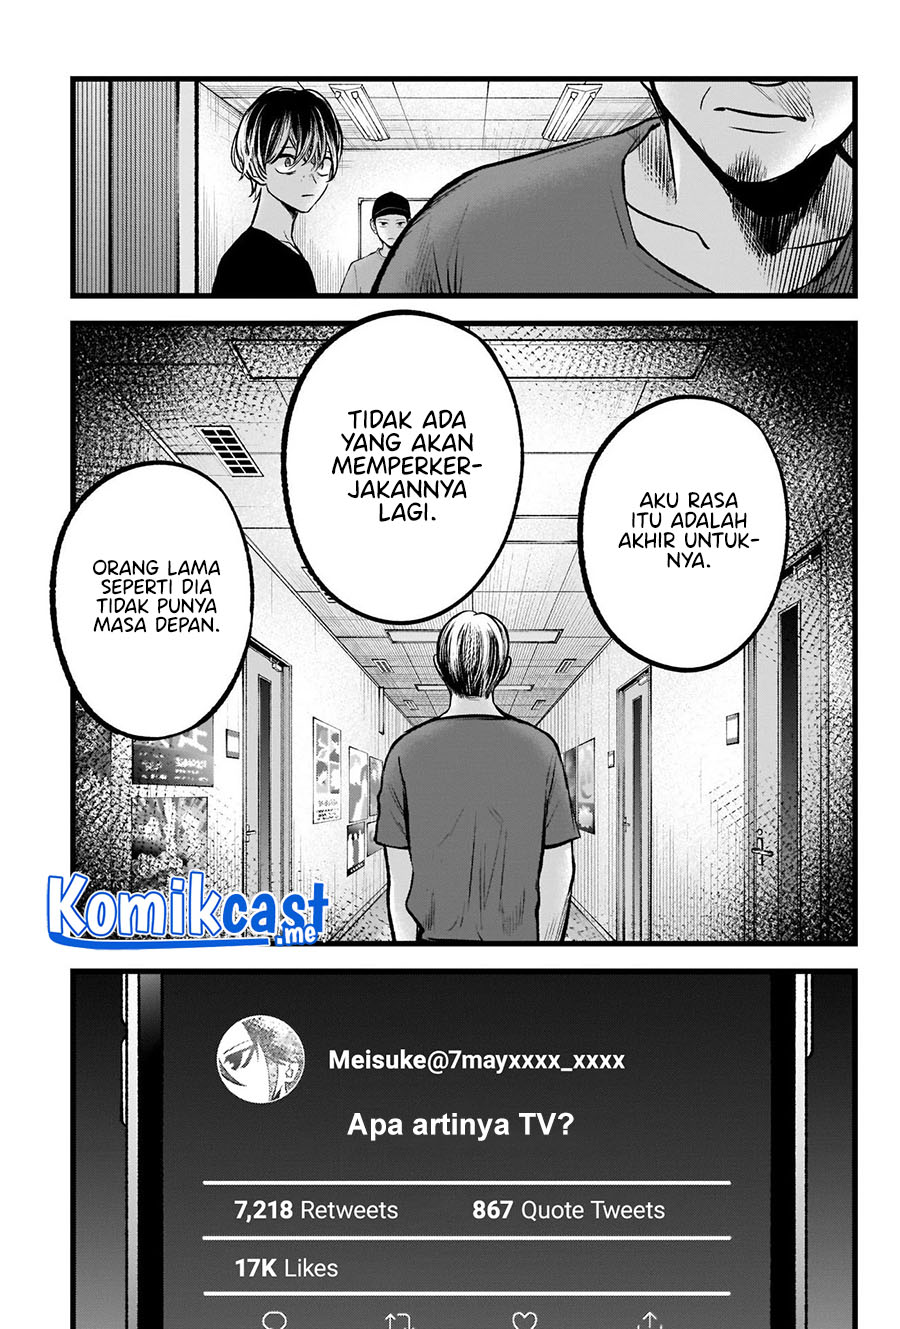 AKU RASA
ITU ADALAH
AKHIR UNTUK-
NYA.
TIDAK ADA
YANG AKAN
MEMPERKER-
JAKANNYA
LAGI.
ORANG LAMA
SEPERTI DIA
TIDAK PUNYA
MASA DEPAN.
Komikcast
.me
Meisuke@7mayxxxx_xxxx
Apa artinya TV?
7,218 Retweets 867 Quote Tweets
17K Likes